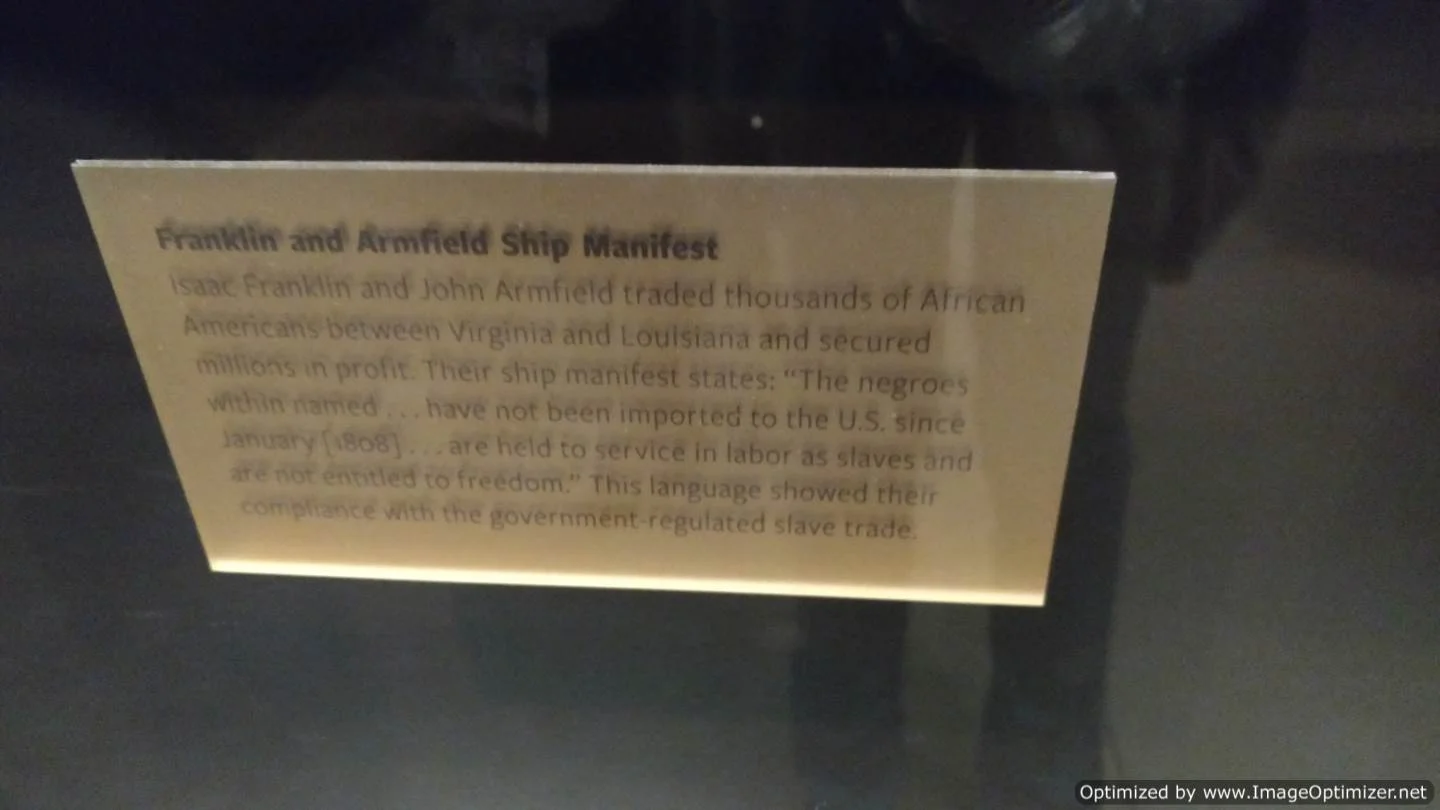 Franklin and Armfield Ship Manifest
Isaac Franklin and John Armfield traded thousands of African
Americans between Virginia and Louisiana and secured
millions in profit. Their ship manifest states: “The negroes
within named . . . have not been imported to the U.S. since
January [1808] . . . are held to service in labor as slaves and
are not entitled to freedom.” This language showed their
compliance with the government-regulated slave trade.
Optimized by www.ImageOptimizer.net